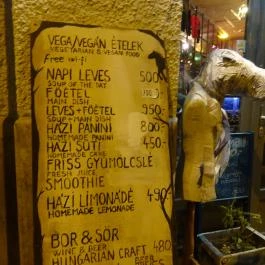 VEGA/VEGÁN ÉTELEK
VEGETARIAN & VEGAN FOOD
Free wi-fi
NAPI LEVES 500
SOUP OF THE DAY
FŐÉTEL
MAIN DISH
LEVES+FŐÉTEL 950.-
SOUP + MAIN DISH
HÁZI PANINI 800.-
HOMEMADE PANINI
HÁZI SÜTI 450.-
HOMEMADE CAKE
FRISS GYÜMÖLCSLÉ
FRESH JUICE
SMOOTHIE
HÁZI LIMONÁDÉ 490.-
HOMEMADE LEMONADE
BOR & SÖR
WINE & BEER
HUNGARIAN CRAFT BEER 480